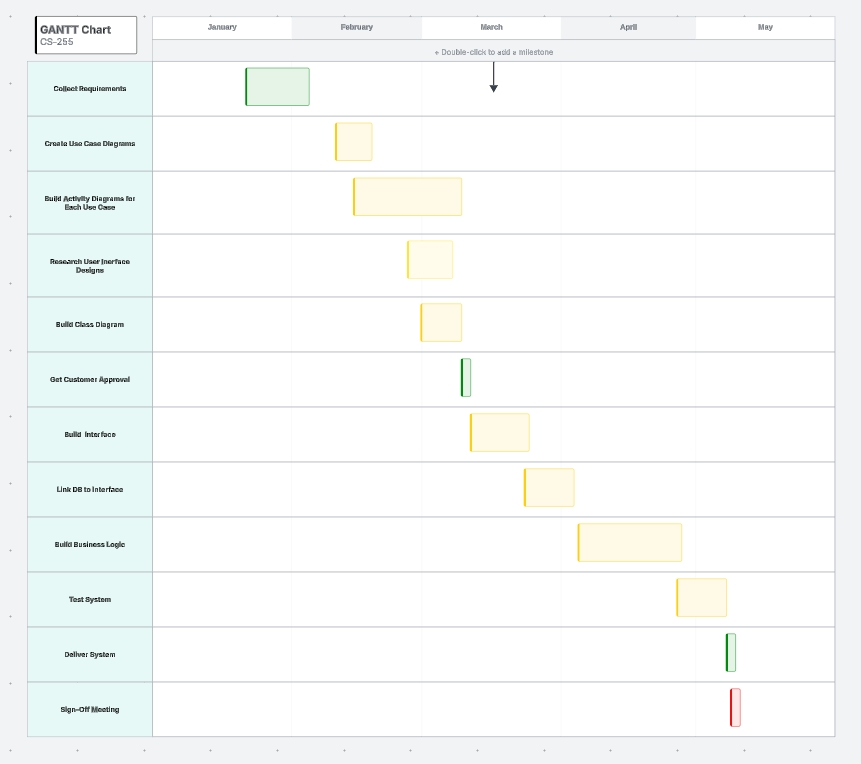 GANTT Chart
CS-255
January
February
March
April
May
+ Double-click to add a milestone
Collect Requirements
Create Use Case Diagrams
Build Activity Diagrams for
Each Use Case
Research User Inerface
Designs
Build Class Diagram
Get Customer Approval
Build Interface
Link DB to Interface
Build Business Logic
Test System
Deliver System
Sign-Off Meeting